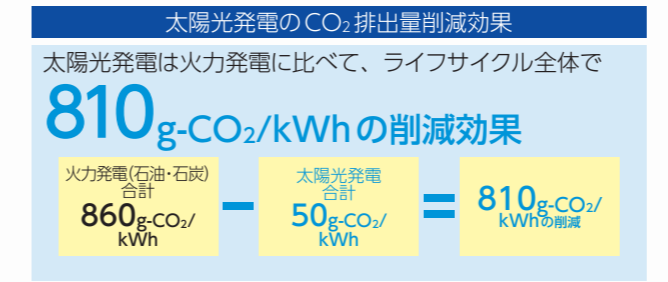 太陽光発電のCO₂排出量削減効果
太陽光発電は火力発電に比べて、ライフサイクル全体で
810g-CO₂/kWhの削減効果
火力発電(石油・石炭)
合計
860g-CO₂/
kWh
−
太陽光発電
合計
50g-CO₂/
kWh
=
810g-CO₂/
kWhの削減